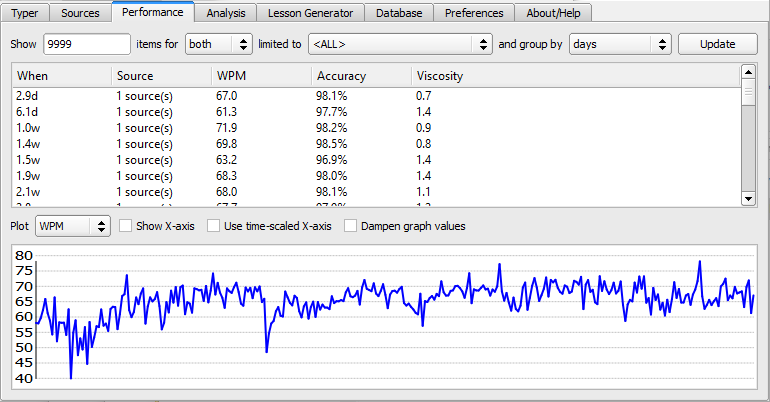 Typer Sources Performance Analysis Lesson Generator Database Preferences About/Help
Show 9999 items for both limited to <ALL> and group by days Update
When Source WPM Accuracy Viscosity
2.9d 1 source(s) 67.0 98.1% 0.7
6.1d 1 source(s) 61.3 97.7% 1.4
1.0w 1 source(s) 71.9 98.2% 0.9
1.4w 1 source(s) 69.8 98.5% 0.8
1.5w 1 source(s) 63.2 96.9% 1.4
1.9w 1 source(s) 68.3 98.0% 1.4
2.1w 1 source(s) 68.0 98.1% 1.1
Plot WPM Show X-axis Use time-scaled X-axis Dampen graph values
80
75
70
65
60
55
50
45
40